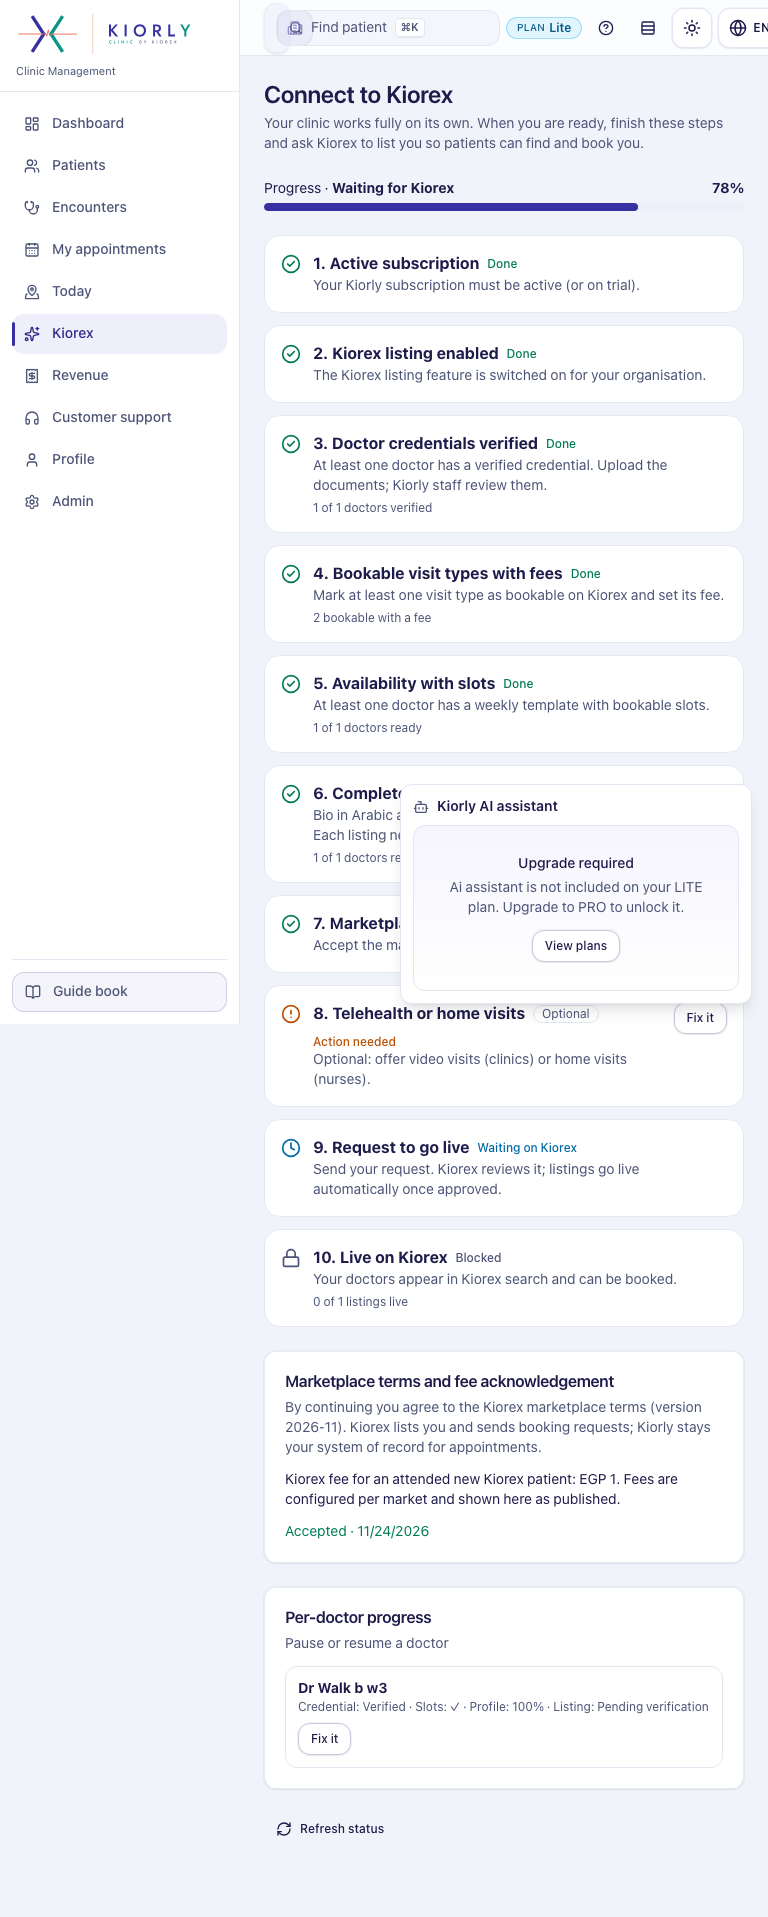 KIORLY
CLINIC BY KIOREX
Clinic Management
Dashboard
Patients
Encounters
My appointments
Today
Kiorex
Revenue
Customer support
Profile
Admin
Guide book
Find patient ⌘K
PLAN Lite
EN
Connect to Kiorex
Your clinic works fully on its own. When you are ready, finish these steps
and ask Kiorex to list you so patients can find and book you.
Progress · Waiting for Kiorex 78%
1. Active subscription Done
Your Kiorly subscription must be active (or on trial).
2. Kiorex listing enabled Done
The Kiorex listing feature is switched on for your organisation.
3. Doctor credentials verified Done
At least one doctor has a verified credential. Upload the
documents; Kiorly staff review them.
1 of 1 doctors verified
4. Bookable visit types with fees Done
Mark at least one visit type as bookable on Kiorex and set its fee.
2 bookable with a fee
5. Availability with slots Done
At least one doctor has a weekly template with bookable slots.
1 of 1 doctors ready
6. Complete
Bio in Arabic
Each listing
1 of 1 doctors
Kiorly AI assistant
Upgrade required
Ai assistant is not included on your LITE
plan. Upgrade to PRO to unlock it.
View plans
7.
Accept the
8. Telehealth or home visits Optional
Fix it
Action needed
Optional: offer video visits (clinics) or home visits
(nurses).
9. Request to go live Waiting on Kiorex
Send your request. Kiorex reviews it; listings go live
automatically once approved.
10. Live on Kiorex Blocked
Your doctors appear in Kiorex search and can be booked.
0 of 1 listings live
Marketplace terms and fee acknowledgement
By continuing you agree to the Kiorex marketplace terms (version
2026-11). Kiorex lists you and sends booking requests; Kiorly stays
your system of record for appointments.
Kiorex fee for an attended new Kiorex patient: EGP 1. Fees are
configured per market and shown here as published.
Accepted · 11/24/2026
Per-doctor progress
Pause or resume a doctor
Dr Walk b w3
Credential: Verified · Slots: ✓ · Profile: 100% · Listing: Pending verification
Fix it
Refresh status